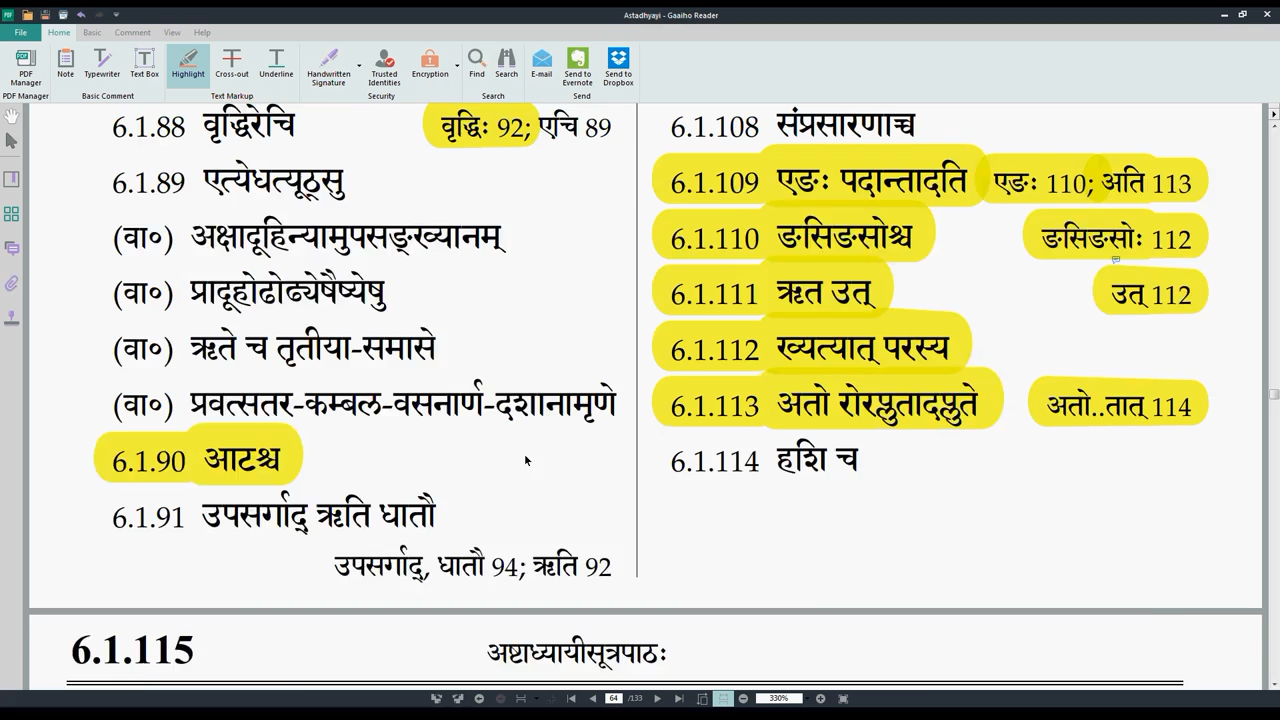 Astadhyayi - Gaaiho Reader
File Home Basic Comment View Help
PDF Manager Note Typewriter Text Box Highlight Cross-out Underline Handwritten Signature Trusted Identities Encryption Find Search E-mail Send to Evernote Send to Dropbox
PDF Manager Basic Comment Text Markup Security Search Send
6.1.88 वृद्धिरेचि वृद्धिः 92; एचि 89
6.1.89 एत्येधत्यूठ्सु
(वा०) अक्षादूहिन्यामुपसङ्ख्यानम्
(वा०) प्रादूहोढोढ्येषैष्येषु
(वा०) ऋते च तृतीया-समासे
(वा०) प्रवत्सतर-कम्बल-वसनार्ण-दशानामृणे
6.1.90 आटश्च
6.1.91 उपसर्गाद् ऋति धातौ
उपसर्गाद्, धातौ 94; ऋति 92
6.1.108 संप्रसारणाच्च
6.1.109 एङः पदान्तादति एङः 110; अति 113
6.1.110 ङसिङसोश्च ङसिङसोः 112
6.1.111 ऋत उत् उत् 112
6.1.112 ख्यत्यात् परस्य
6.1.113 अतो रोरप्लुतादप्लुते अतो..तात् 114
6.1.114 हशि च
6.1.115 अष्टाध्यायीसूत्रपाठः
64 /133 330%